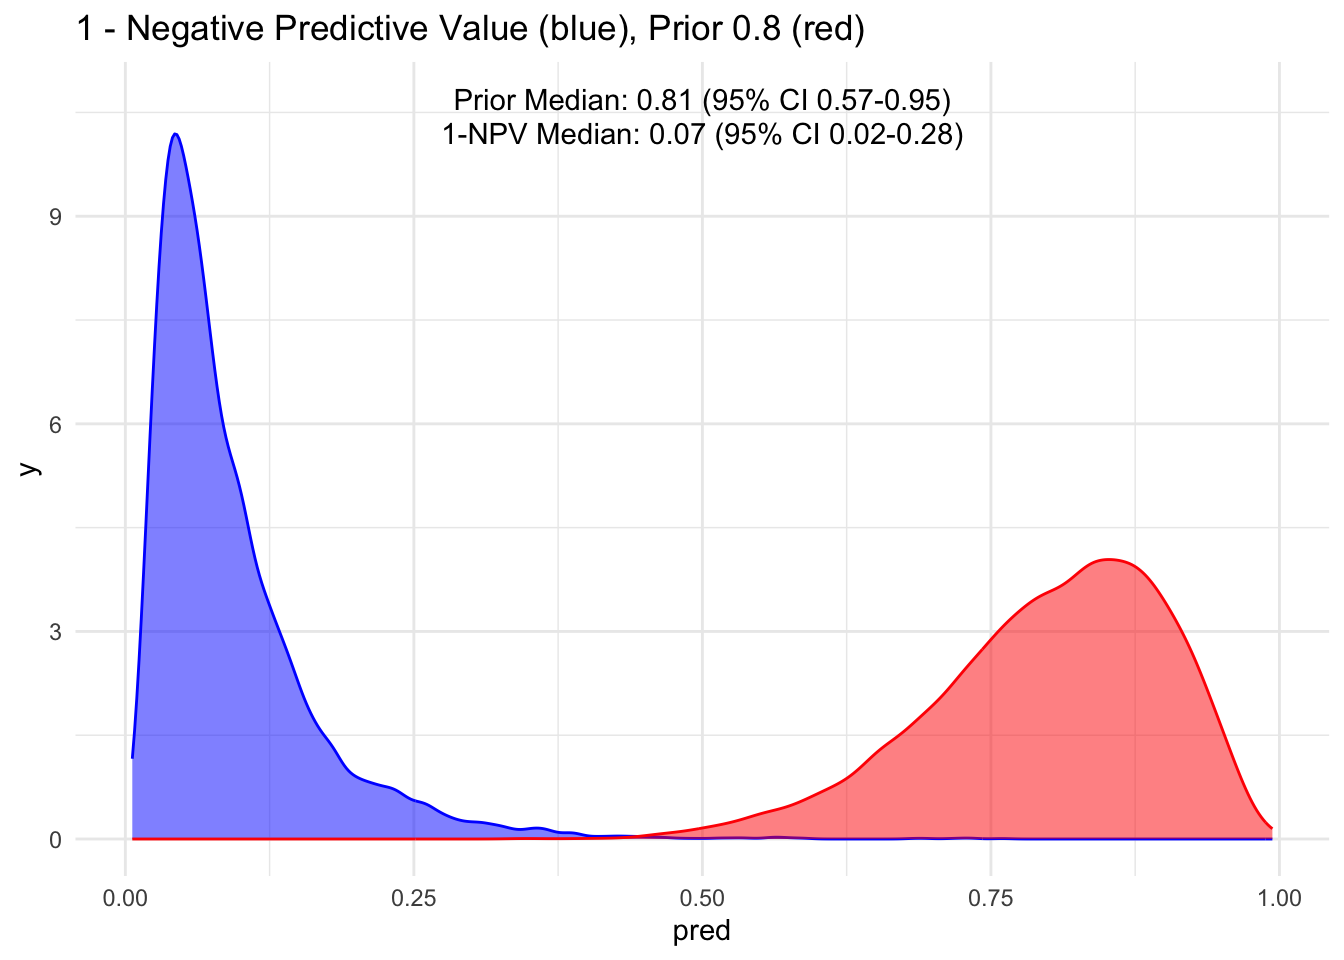 1 - Negative Predictive Value (blue), Prior 0.8 (red)
Prior Median: 0.81 (95% CI 0.57-0.95)
1-NPV Median: 0.07 (95% CI 0.02-0.28)
9
6
3
0
y
0.00 0.25 0.50 0.75 1.00
pred